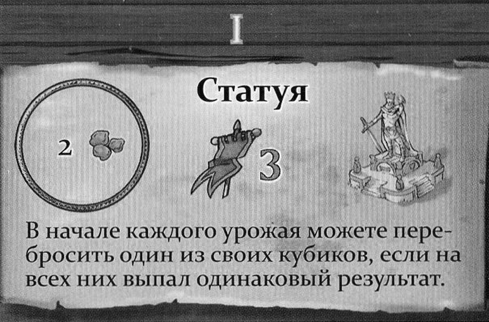 I
Статуя
2
3
В начале каждого урожая можете пере-
бросить один из своих кубиков, если на
всех них выпал одинаковый результат.